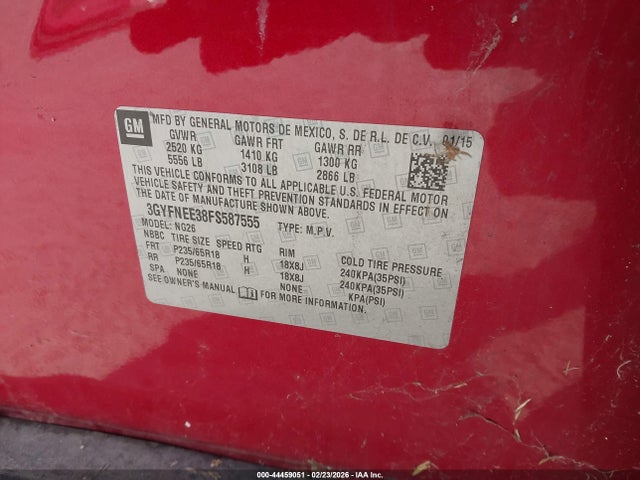 GM
MFD BY GENERAL MOTORS DE MEXICO, S. DE R.L. DE C.V. 01/15
GVWR GAWR FRT GAWR RR
2520 KG 1410 KG 1300 KG
5556 LB 3108 LB 2866 LB
THIS VEHICLE CONFORMS TO ALL APPLICABLE U.S. FEDERAL MOTOR
VEHICLE SAFETY AND THEFT PREVENTION STANDARDS IN EFFECT ON
THE DATE OF MANUFACTURE SHOWN ABOVE.
3GYFNEE38FS587555 TYPE: M.P.V.
MODEL: NG26
NBBC TIRE SIZE SPEED RTG RIM COLD TIRE PRESSURE
FRT P235/65R18 H 18X8J 240KPA(35PSI)
RR P235/65R18 H 18X8J 240KPA(35PSI)
SPA NONE NONE KPA(PSI)
SEE OWNER'S MANUAL FOR MORE INFORMATION.
000-44459051 | 02/23/2026 - IAA Inc.